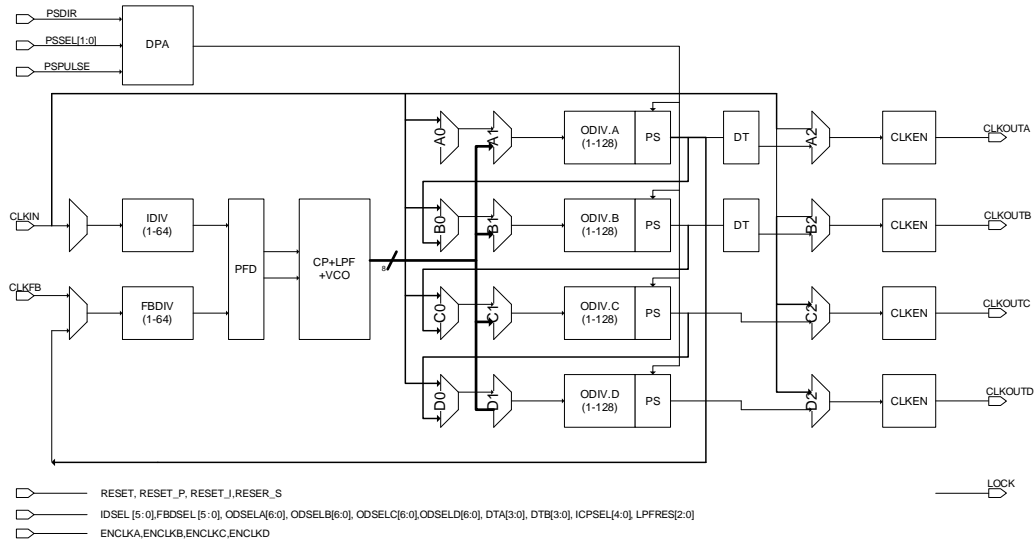 PSDIR
PSSEL[1:0]
PSPULSE
DPA
A0
A1
ODIV.A
(1-128)
PS
DT
A2
CLKEN
CLKOUTA
CLKIN
IDIV
(1-64)
B0
B1
ODIV.B
(1-128)
PS
DT
B2
CLKEN
CLKOUTB
PFD
CP+LPF
+VCO
8
CLKFB
FBDIV
(1-64)
C0
C1
ODIV.C
(1-128)
PS
C2
CLKEN
CLKOUTC
D0
D1
ODIV.D
(1-128)
PS
D2
CLKEN
CLKOUTD
LOCK
RESET, RESET_P, RESET_I,RESER_S
IDSEL [5:0],FBDSEL [5:0], ODSELA[6:0], ODSELB[6:0], ODSELC[6:0],ODSELD[6:0], DTA[3:0], DTB[3:0], ICPSEL[4:0], LPFRES[2:0]
ENCLKA,ENCLKB,ENCLKC,ENCLKD